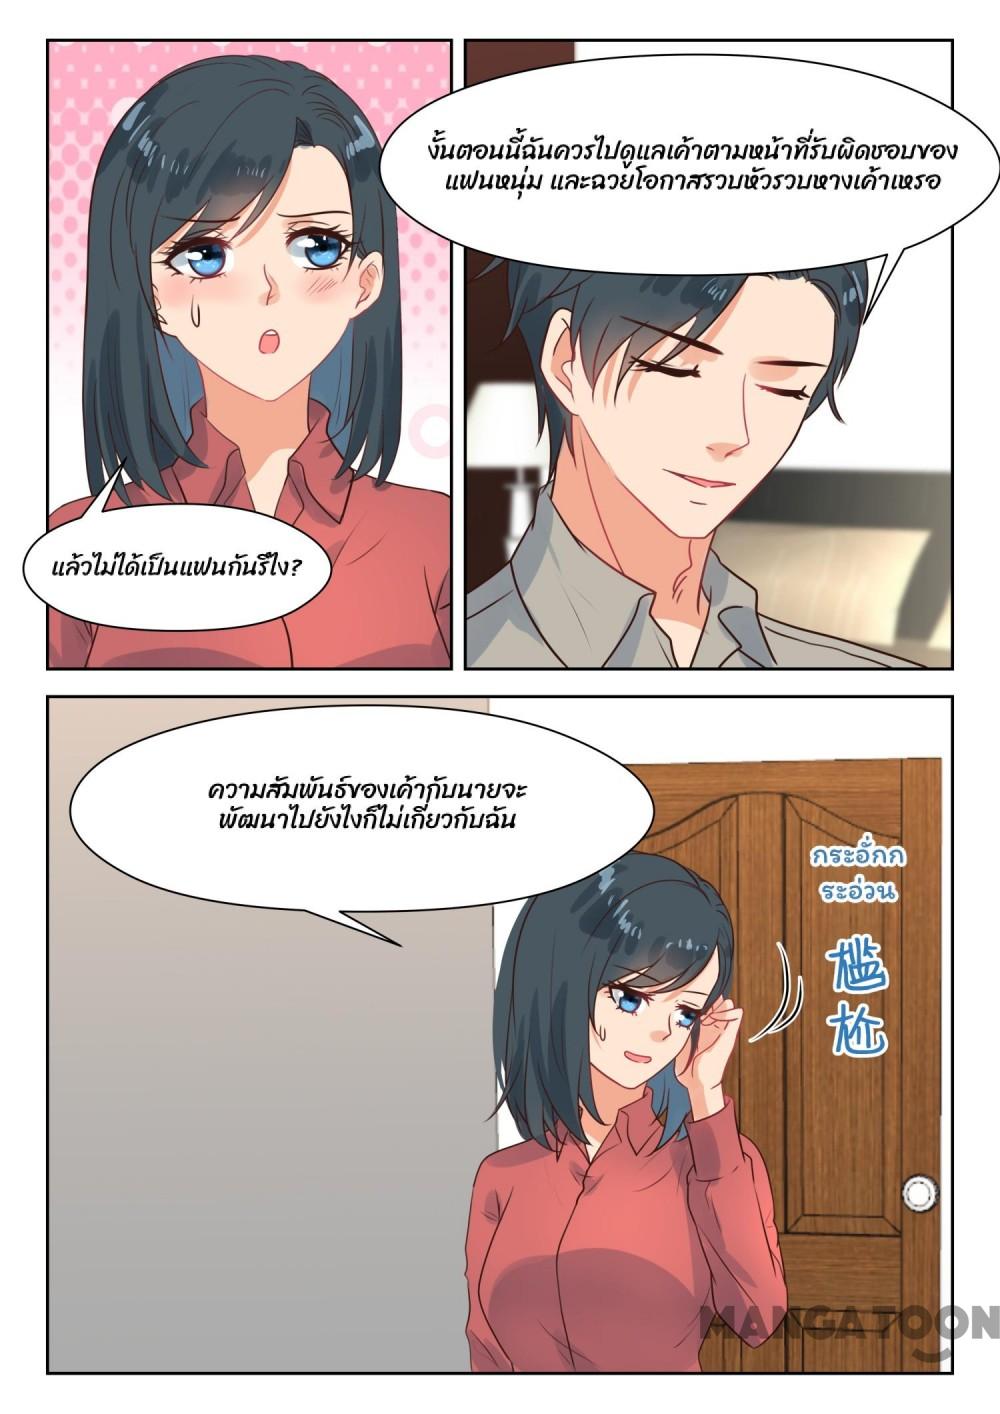 แล้วไม่ได้เป็นแฟนกันรึไง?
งั้นตอนนี้ฉันควรไปดูแลเค้าตามหน้าที่รับผิดชอบของ
แฟนหนุ่ม และฉวยโอกาสรวบหัวรวบหางเค้าเหรอ
ความสัมพันธ์ของเค้ากับนายจะ
พัฒนาไปยังไงก็ไม่เกี่ยวกับฉัน
กระอั่กก
ระอ่วน
尴
尬
MANGATOON